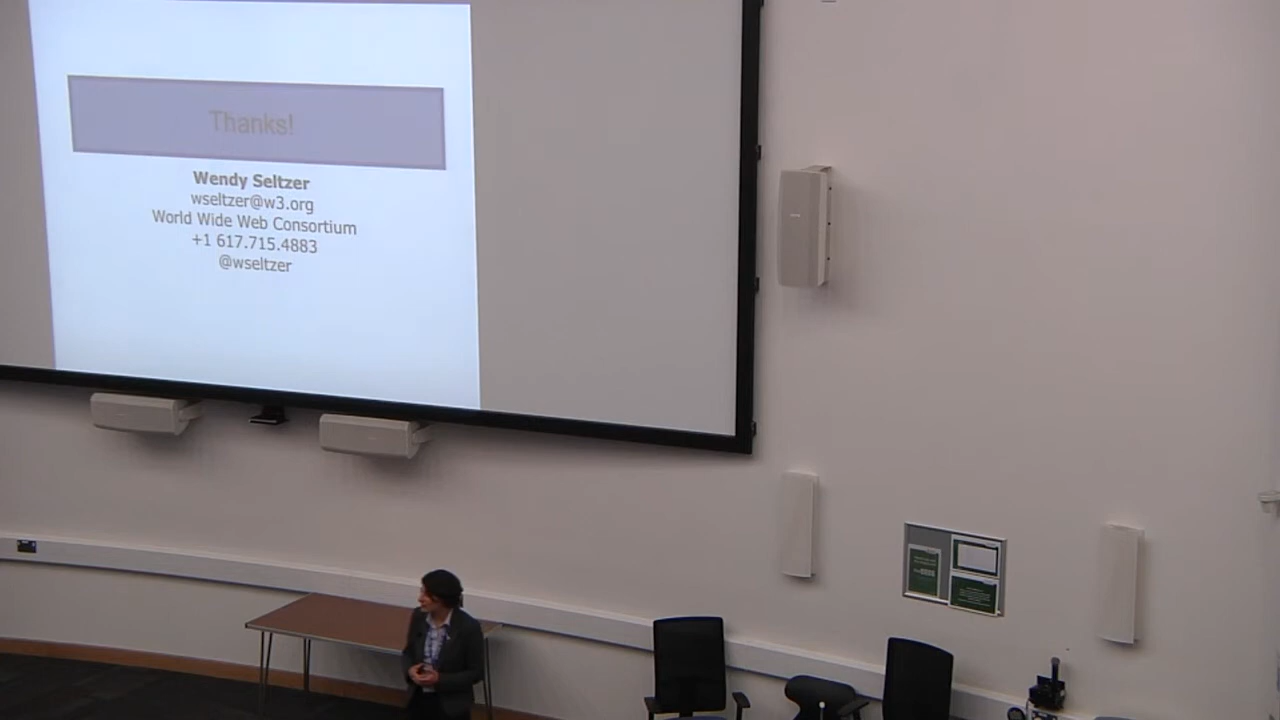 Thanks!
Wendy Seltzer
wseltzer@w3.org
World Wide Web Consortium
+1 617.715.4883
@wseltzer